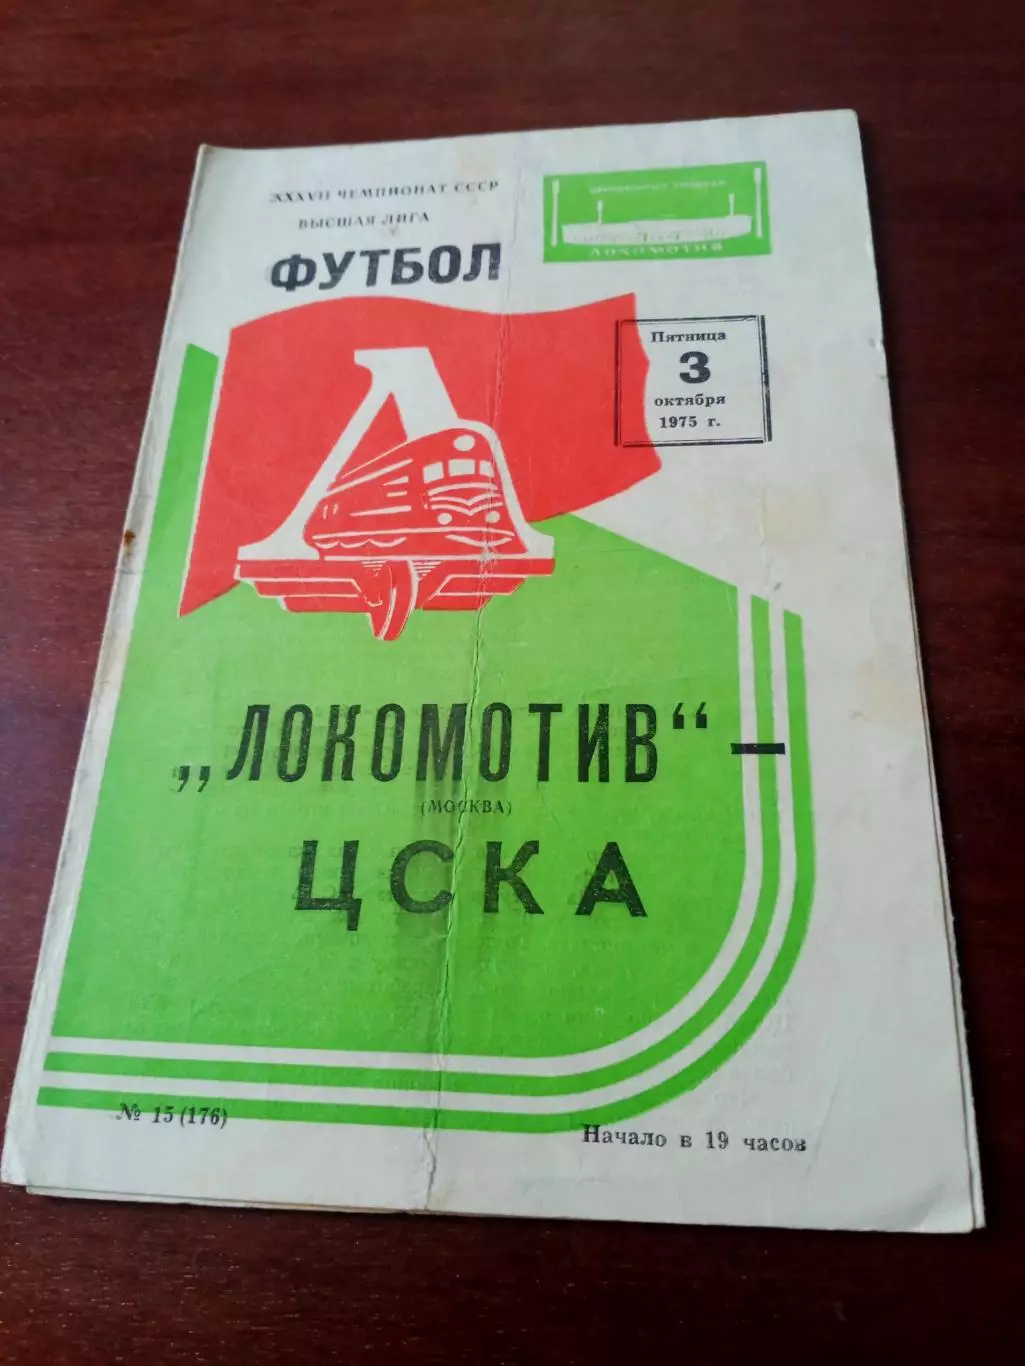 XXXVII ЧЕМПИОНАТ СССР
ВЫСШАЯ ЛИГА
ФУТБОЛ
ЛОКОМОТИВ
Пятница
3
октября
1975 г.
„ЛОКОМОТИВ“ —
(МОСКВА)
ЦСКА
№ 15 (176)
Начало в 19 часов